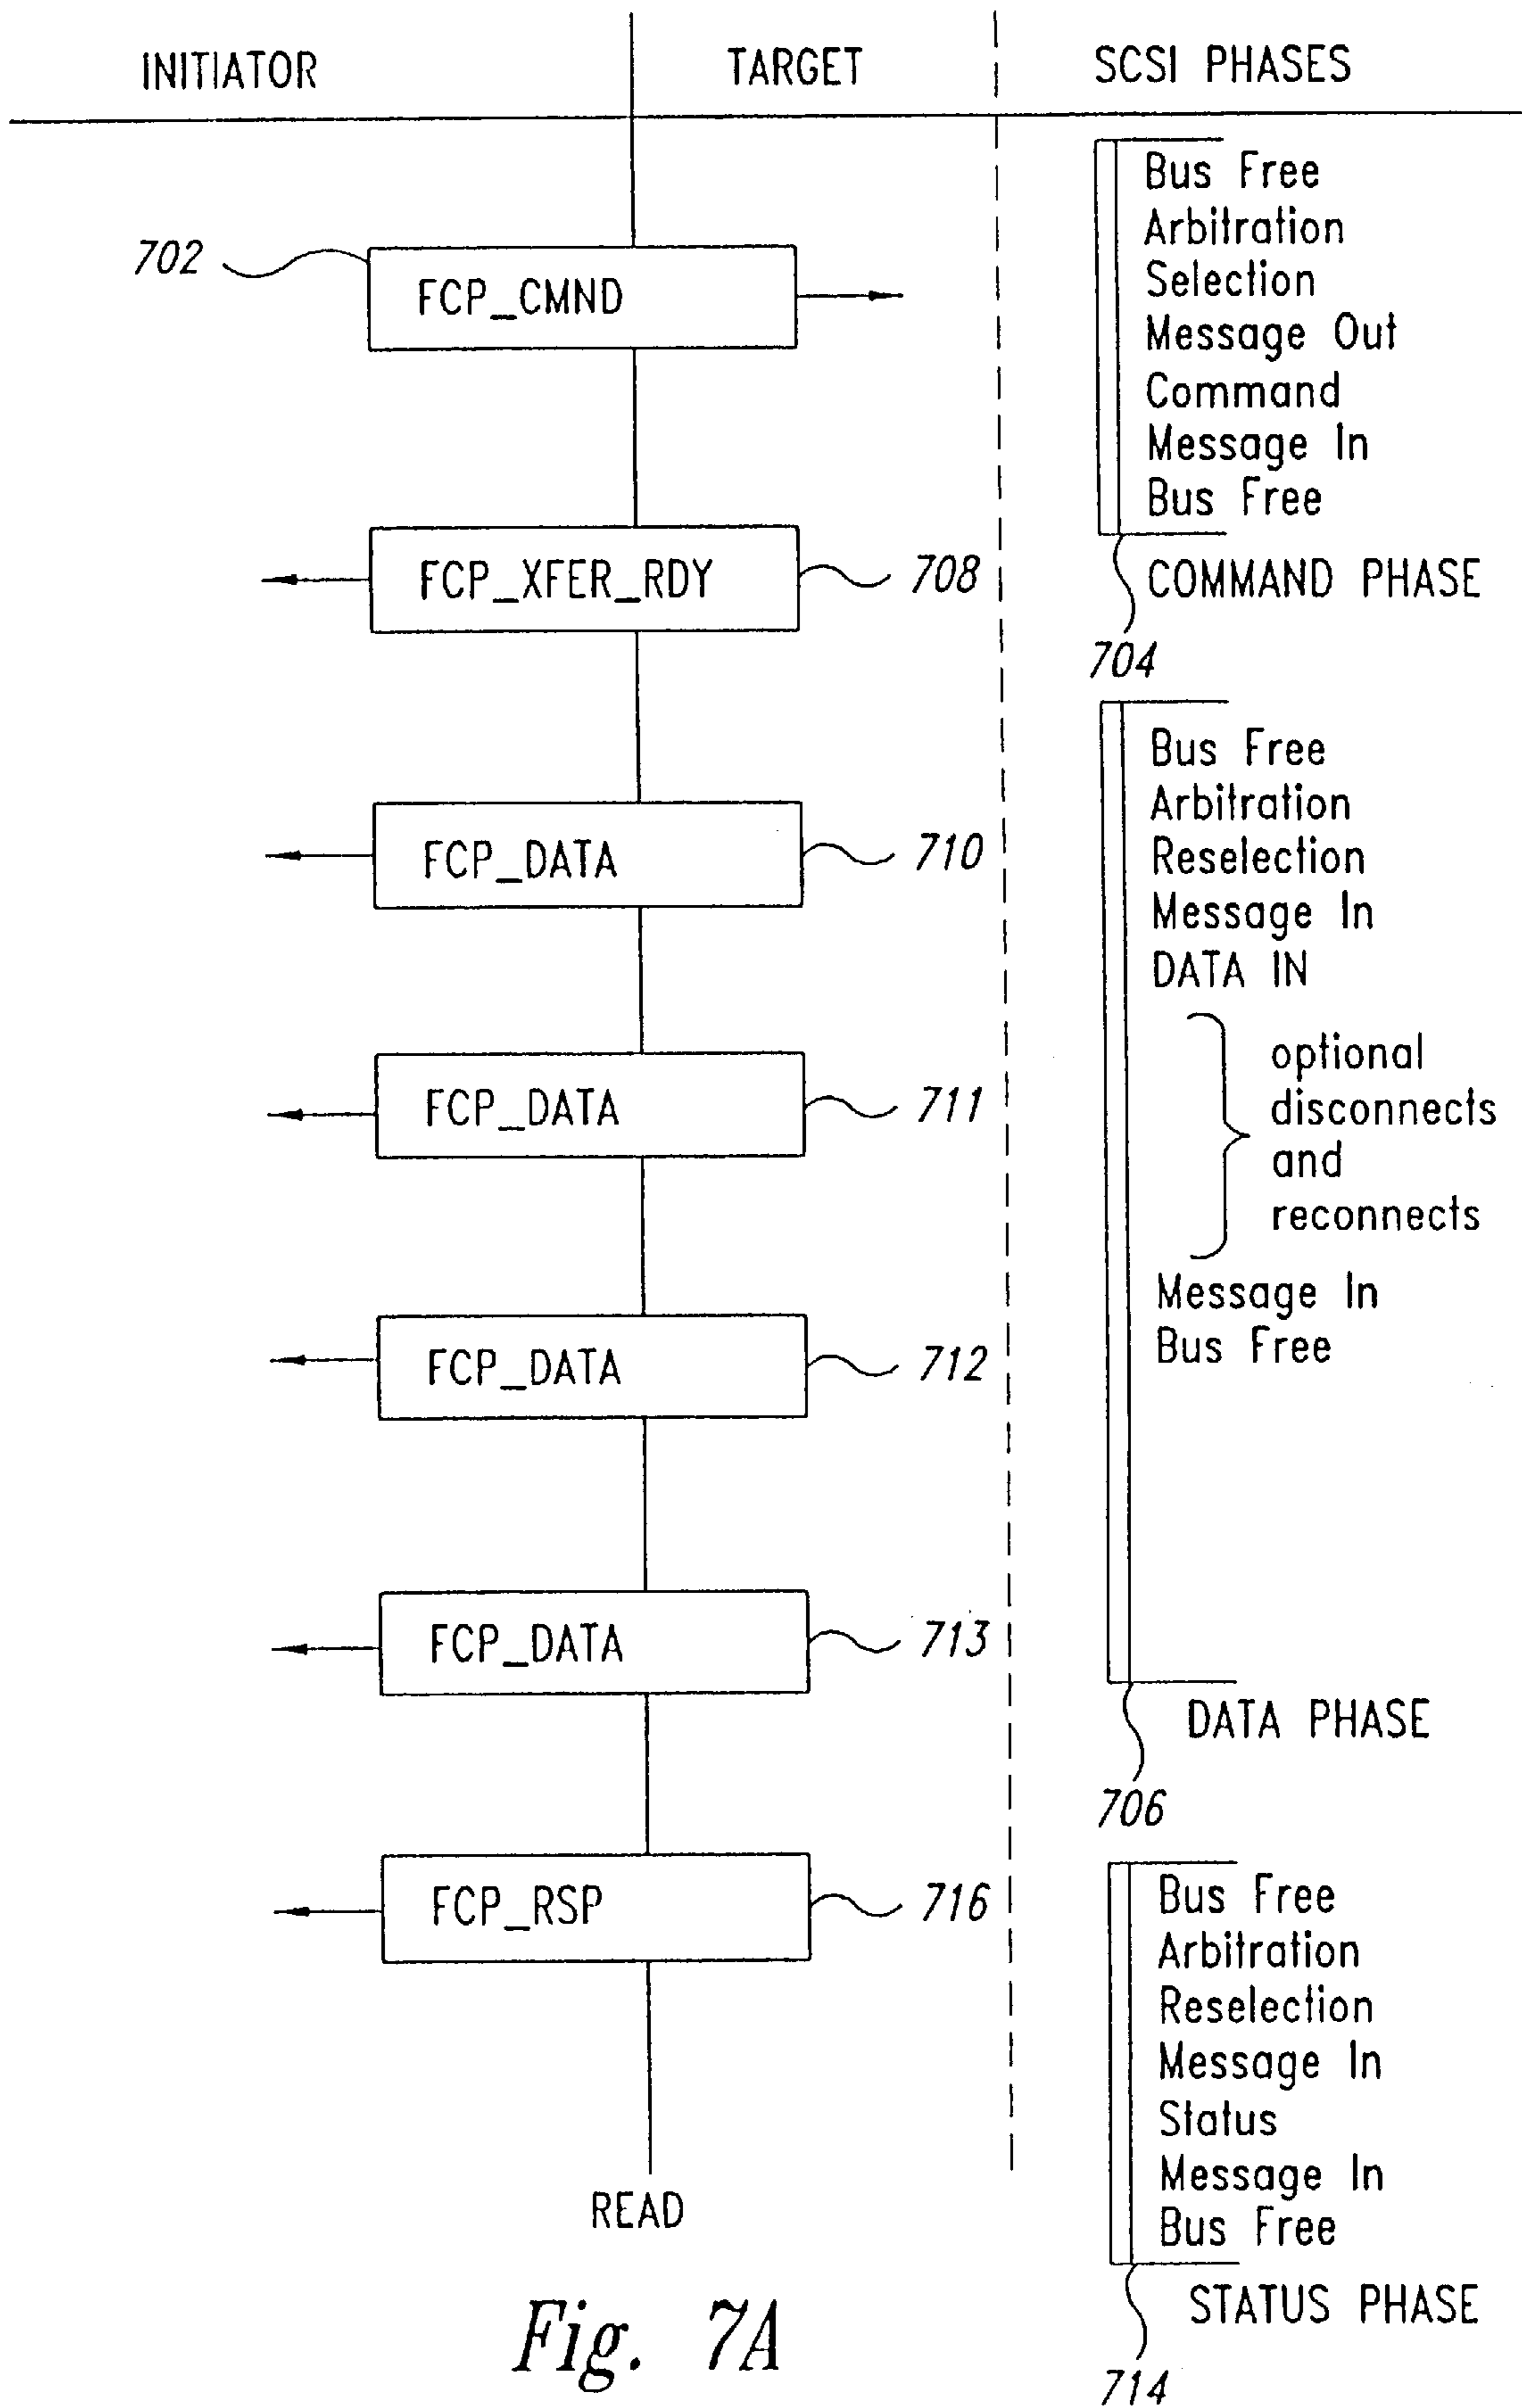 INITIATOR
TARGET
SCSI PHASES
702
FCP_CMND
FCP_XFER_RDY
708
FCP_DATA
710
FCP_DATA
711
FCP_DATA
712
FCP_DATA
713
FCP_RSP
716
READ
Bus Free
Arbitration
Selection
Message Out
Command
Message In
Bus Free
COMMAND PHASE
704
Bus Free
Arbitration
Reselection
Message In
DATA IN
optional
disconnects
and
reconnects
Message In
Bus Free
DATA PHASE
706
Bus Free
Arbitration
Reselection
Message In
Status
Message In
Bus Free
STATUS PHASE
714
Fig. 7A